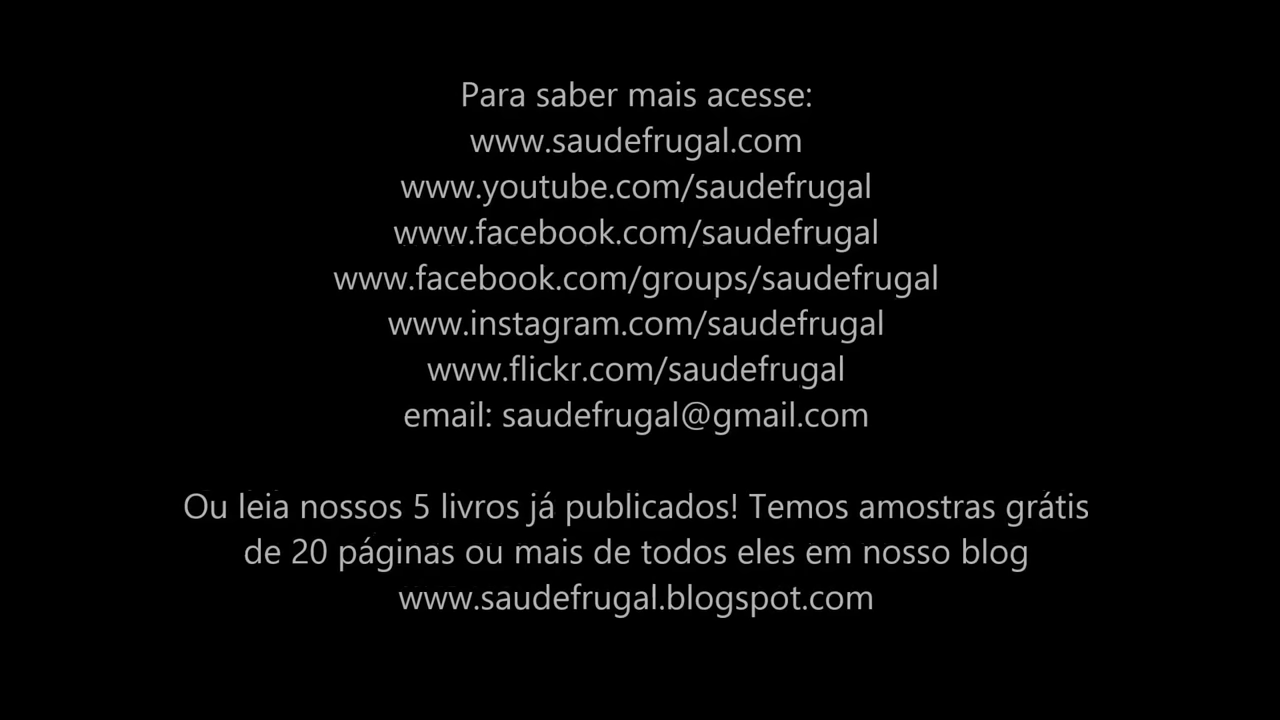 Para saber mais acesse:
www.saudefrugal.com
www.youtube.com/saudefrugal
www.facebook.com/saudefrugal
www.facebook.com/groups/saudefrugal
www.instagram.com/saudefrugal
www.flickr.com/saudefrugal
email: saudefrugal@gmail.com
Ou leia nossos 5 livros já publicados! Temos amostras grátis
de 20 páginas ou mais de todos eles em nosso blog
www.saudefrugal.blogspot.com